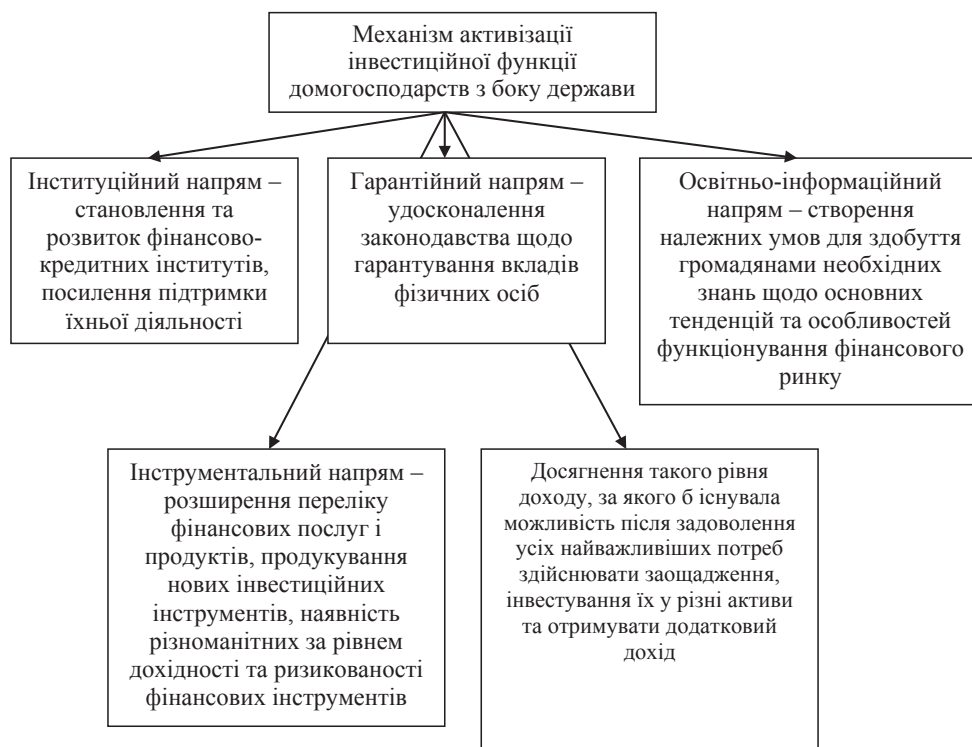 Механізм активізації
інвестиційної функції
домогосподарств з боку держави
Інституційний напрям –
становлення та
розвиток фінансово-
кредитних інститутів,
посилення підтримки
їхньої діяльності
Гарантійний напрям –
удосконалення
законодавства щодо
гарантування вкладів
фізичних осіб
Освітньо-інформаційний
напрям – створення
належних умов для здобуття
громадянами необхідних
знань щодо основних
тенденцій та особливостей
функціонування фінансового
ринку
Інструментальний напрям –
розширення переліку
фінансових послуг і
продуктів, продукування
нових інвестиційних
інструментів, наявність
різноманітних за рівнем
дохідності та ризикованості
фінансових інструментів
Досягнення такого рівня
доходу, за якого б існувала
можливість після задоволення
усіх найважливіших потреб
здійснювати заощадження,
інвестування їх у різні активи
та отримувати додатковий
дохід